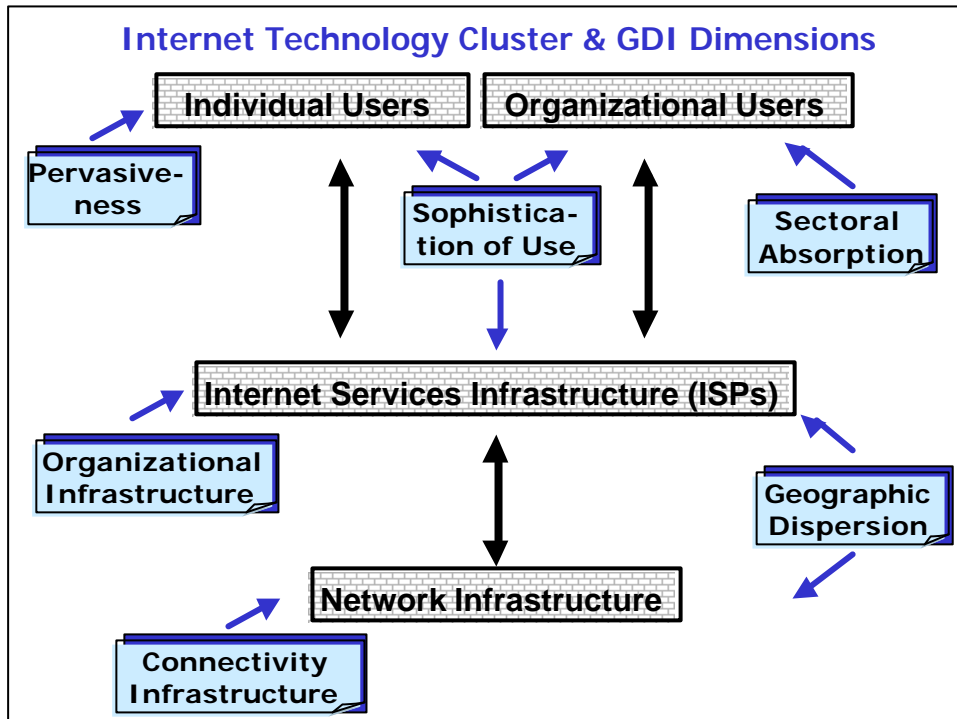 Internet Technology Cluster & GDI Dimensions
Individual Users
Organizational Users
Pervasive-
ness
Sophistica-
tion of Use
Sectoral
Absorption
Internet Services Infrastructure (ISPs)
Organizational
Infrastructure
Geographic
Dispersion
Network Infrastructure
Connectivity
Infrastructure